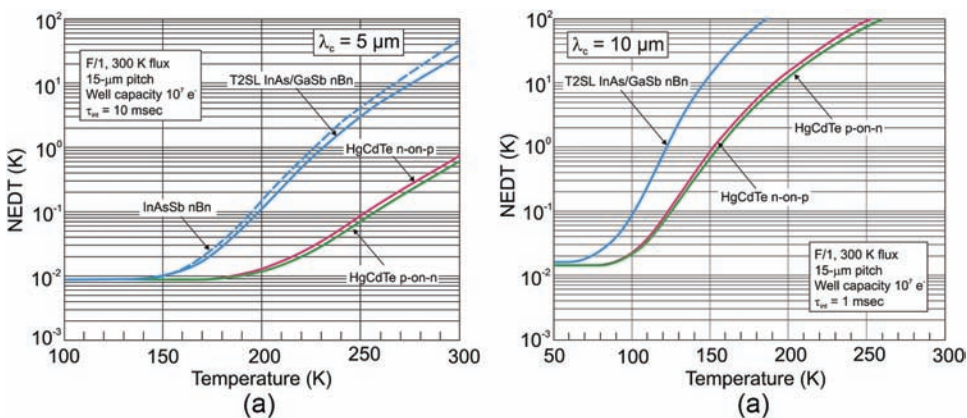 NEDT (K)
10²
10¹
10⁰
10⁻¹
10⁻²
10⁻³
λc = 5 μm
F/1, 300 K flux
15-μm pitch
Well capacity 10⁷ e⁻
τint = 10 msec
T2SL InAs/GaSb nBn
HgCdTe n-on-p
InAsSb nBn
HgCdTe p-on-n
100 150 200 250 300
Temperature (K)
(a)
NEDT (K)
10²
10¹
10⁰
10⁻¹
10⁻²
10⁻³
λc = 10 μm
T2SL InAs/GaSb nBn
HgCdTe p-on-n
HgCdTe n-on-p
F/1, 300 K flux
15-μm pitch
Well capacity 10⁷ e⁻
τint = 1 msec
50 100 150 200 250 300
Temperature (K)
(a)